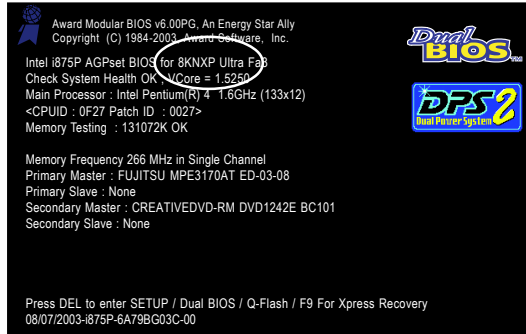 Award Modular BIOS v6.00PG, An Energy Star Ally
Copyright (C) 1984-2003, Award Software, Inc.
Dual
BIOS
TM
Intel i875P AGPset BIOS for 8KNXP Ultra Fa3
Check System Health OK , VCore = 1.5250
Main Processor : Intel Pentium(R) 4 1.6GHz (133x12)
<CPUID : 0F27 Patch ID : 0027>
Memory Testing : 131072K OK
DPS 2
Dual Power System
Memory Frequency 266 MHz in Single Channel
Primary Master : FUJITSU MPE3170AT ED-03-08
Primary Slave : None
Secondary Master : CREATIVEDVD-RM DVD1242E BC101
Secondary Slave : None
Press DEL to enter SETUP / Dual BIOS / Q-Flash / F9 For Xpress Recovery
08/07/2003-i875P-6A79BG03C-00